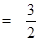 = 3/2